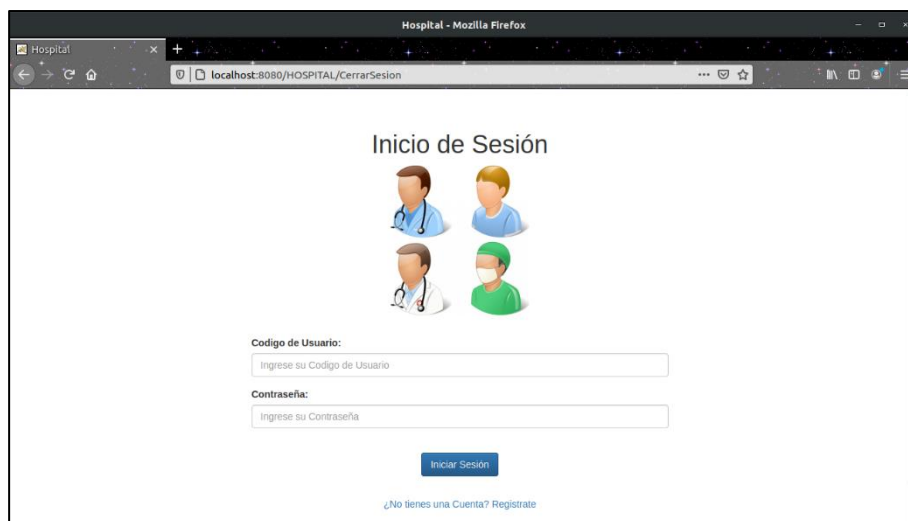 Hospital - Mozilla Firefox
Hospital
localhost:8080/HOSPITAL/CerrarSesion
Inicio de Sesión
Codigo de Usuario:
Ingrese su Codigo de Usuario
Contraseña:
Ingrese su Contraseña
Iniciar Sesión
¿No tienes una Cuenta? Registrate